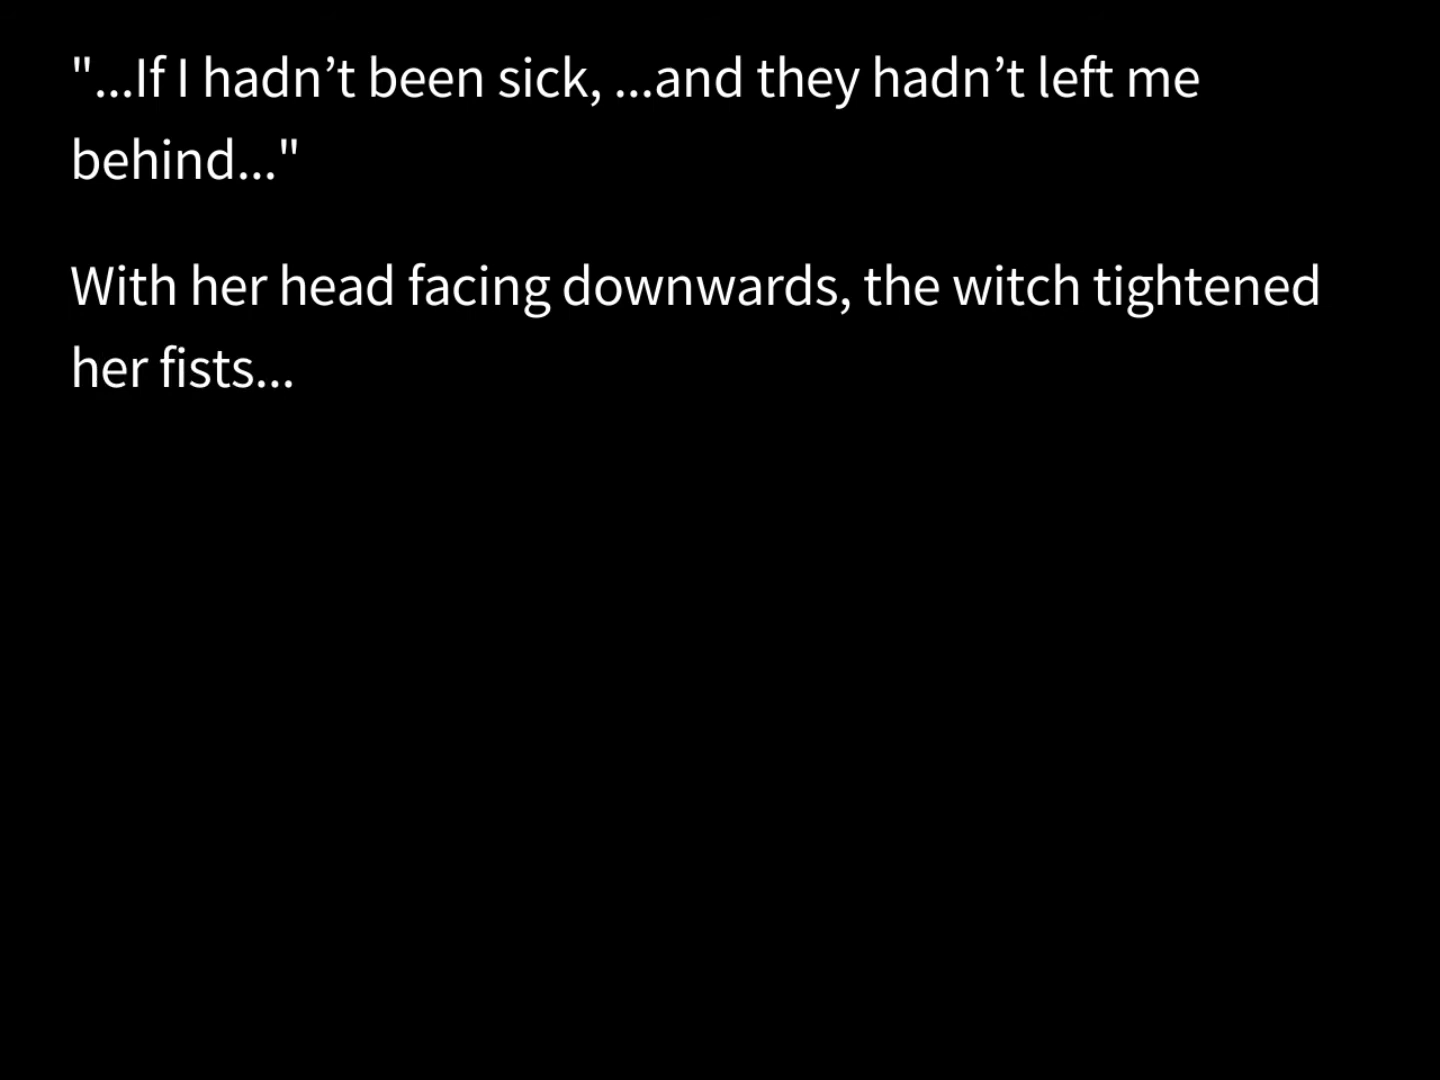 "...If I hadn’t been sick, ...and they hadn’t left me
behind..."
With her head facing downwards, the witch tightened
her fists...